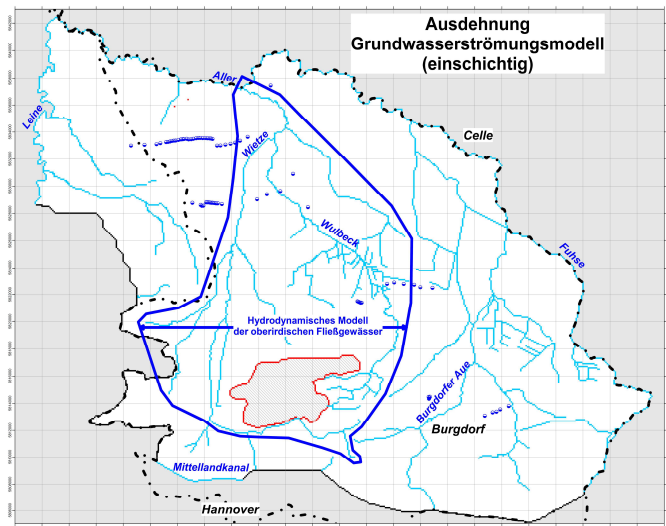 Ausdehnung
Grundwasserströmungsmodell
(einschichtig)
Aller
Leine
Celle
Wietze
Wulbeck
Fuhse
Hydrodynamisches Modell
der oberirdischen Fließgewässer
Burgdorfer Aue
Burgdorf
Mittellandkanal
Hannover